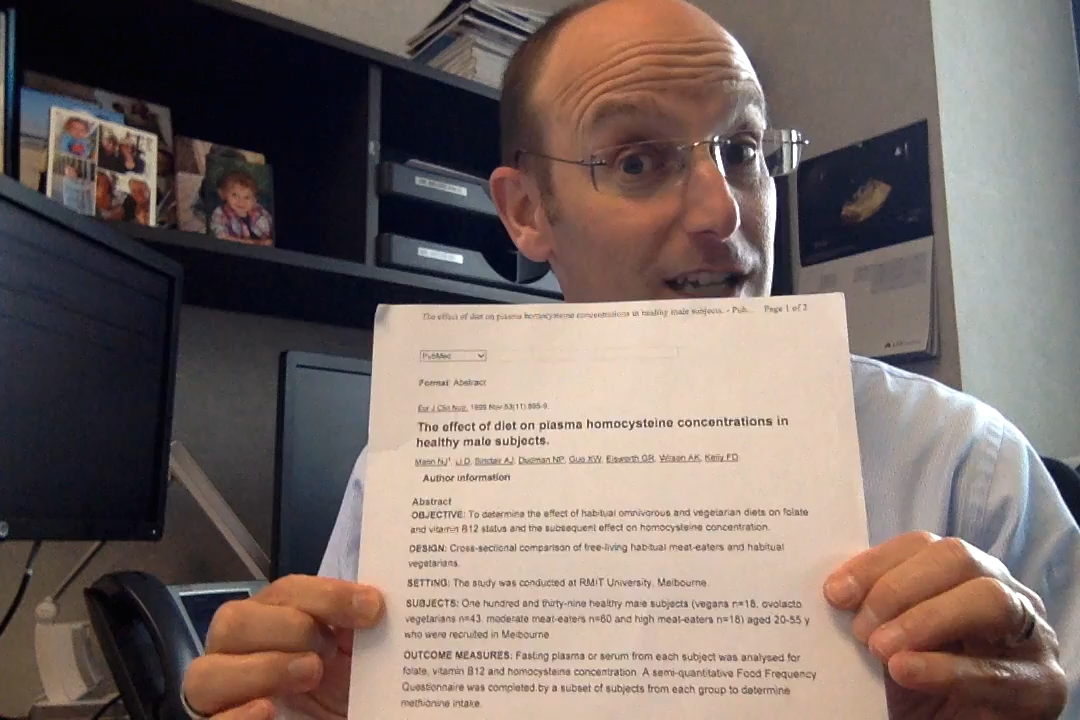 The effect of diet on plasma homocysteine concentrations in healthy male subjects. - Pub... Page 1 of 2
PubMed
Format: Abstract
Eur J Clin Nutr. 1999 Nov;53(11):895-9.
The effect of diet on plasma homocysteine concentrations in
healthy male subjects.
Mann NJ1, Li D, Sinclair AJ, Dudman NP, Guo XW, Elsworth GR, Wilson AK, Kelly FD
Author information
Abstract
OBJECTIVE: To determine the effect of habitual omnivorous and vegetarian diets on folate
and vitamin B12 status and the subsequent effect on homocysteine concentration.
DESIGN: Cross-sectional comparison of free-living habitual meat-eaters and habitual
vegetarians.
SETTING: The study was conducted at RMIT University, Melbourne.
SUBJECTS: One hundred and thirty-nine healthy male subjects (vegans n=18, ovolacto
vegetarians n=43, moderate meat-eaters n=60 and high meat-eaters n=18) aged 20-55 y
who were recruited in Melbourne
OUTCOME MEASURES: Fasting plasma or serum from each subject was analysed for
folate, vitamin B12 and homocysteine concentration. A semi-quantitative Food Frequency
Questionnaire was completed by a subset of subjects from each group to determine
methionine intake.